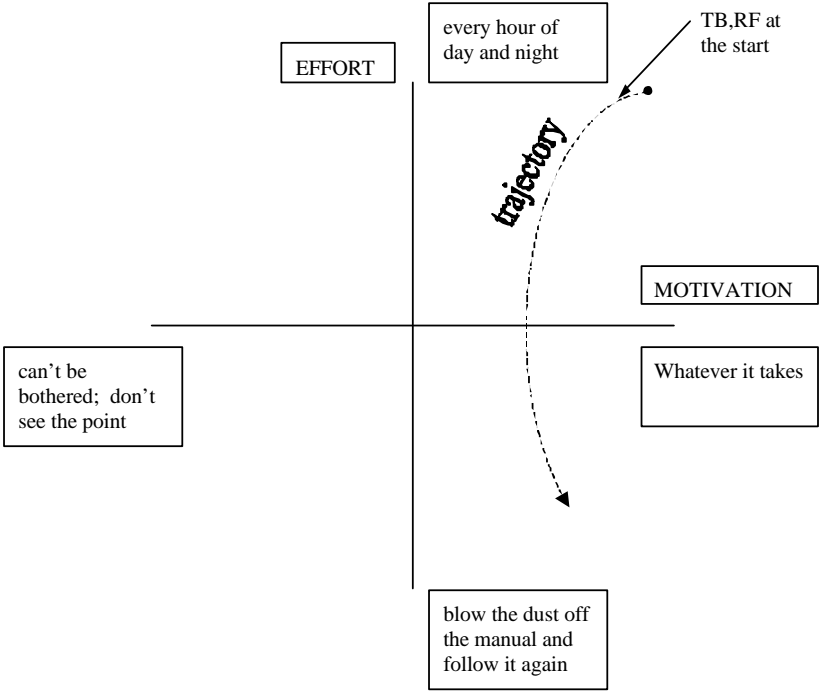 every hour of
day and night
TB,RF at
the start
EFFORT
trajectory
MOTIVATION
can't be
bothered; don't
see the point
Whatever it takes
blow the dust off
the manual and
follow it again